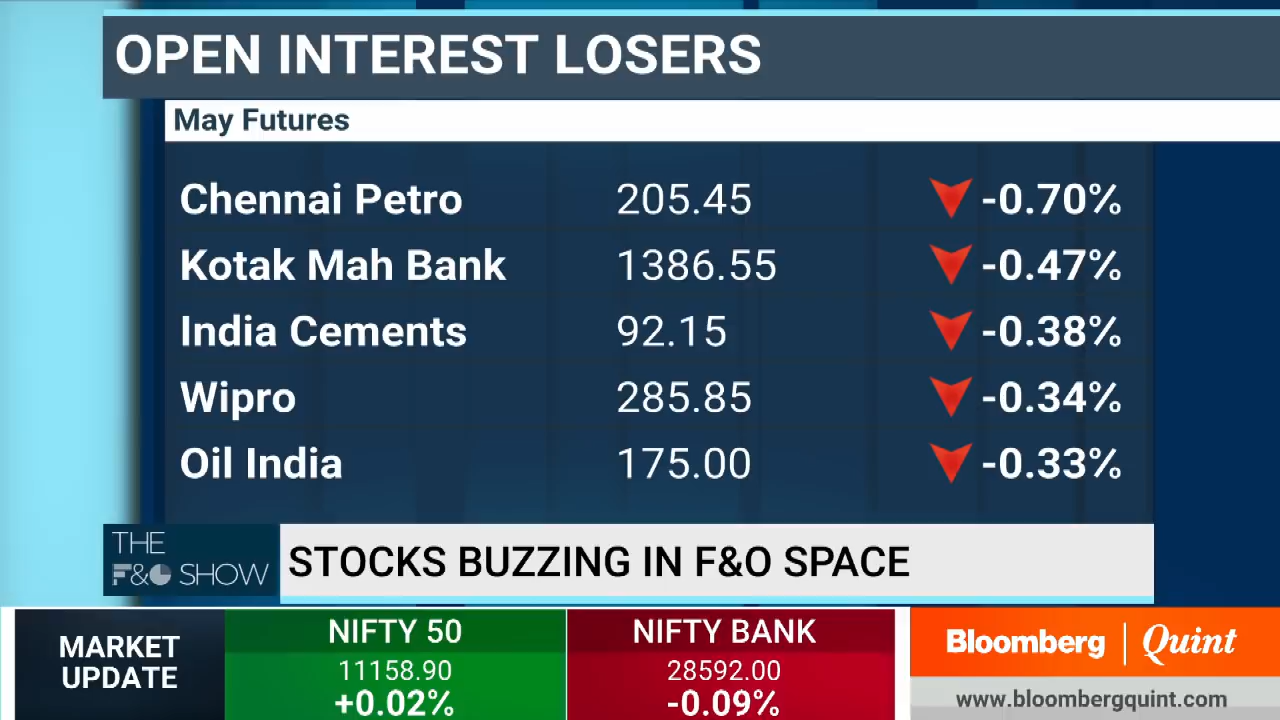 OPEN INTEREST LOSERS
May Futures
Chennai Petro 205.45 -0.70%
Kotak Mah Bank 1386.55 -0.47%
India Cements 92.15 -0.38%
Wipro 285.85 -0.34%
Oil India 175.00 -0.33%
THE
F&O SHOW
STOCKS BUZZING IN F&O SPACE
MARKET
UPDATE
NIFTY 50
11158.90
+0.02%
NIFTY BANK
28592.00
-0.09%
Bloomberg | Quint
www.bloombergquint.com